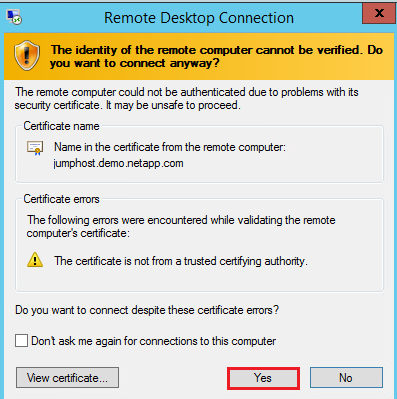 Remote Desktop Connection
The identity of the remote computer cannot be verified. Do
you want to connect anyway?
The remote computer could not be authenticated due to problems with its
security certificate. It may be unsafe to proceed.
Certificate name
Name in the certificate from the remote computer:
jumphost.demo.netapp.com
Certificate errors
The following errors were encountered while validating the remote
computer's certificate:
The certificate is not from a trusted certifying authority.
Do you want to connect despite these certificate errors?
Don't ask me again for connections to this computer
View certificate... Yes No